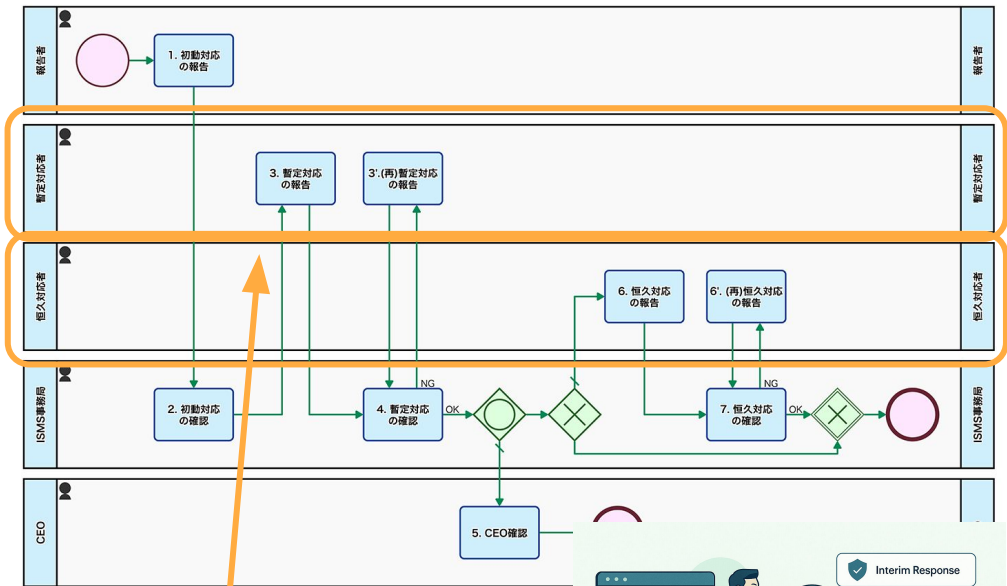 報告者
1. 初動対応
の報告
報告者
暫定対応者
3. 暫定対応
の報告
3'.(再)暫定対応
の報告
暫定対応者
恒久対応者
6. 恒久対応
の報告
6'. (再)恒久対応
の報告
恒久対応者
ISMS事務局
2. 初動対応
の確認
4. 暫定対応
の確認
NG
OK
7. 恒久対応
の確認
NG
OK
ISMS事務局
CEO
5. CEO確認
Interim Response